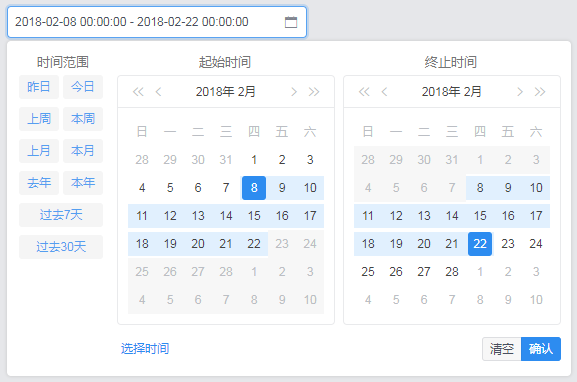 2018-02-08 00:00:00 - 2018-02-22 00:00:00
时间范围
昨日 今日
上周 本周
上月 本月
去年 本年
过去7天
过去30天
起始时间
2018年 2月
日 一 二 三 四 五 六
28 29 30 31 1 2 3
4 5 6 7 8 9 10
11 12 13 14 15 16 17
18 19 20 21 22 23 24
25 26 27 28 1 2 3
4 5 6 7 8 9 10
终止时间
2018年 2月
日 一 二 三 四 五 六
28 29 30 31 1 2 3
4 5 6 7 8 9 10
11 12 13 14 15 16 17
18 19 20 21 22 23 24
25 26 27 28 1 2 3
4 5 6 7 8 9 10
选择时间
清空 确认